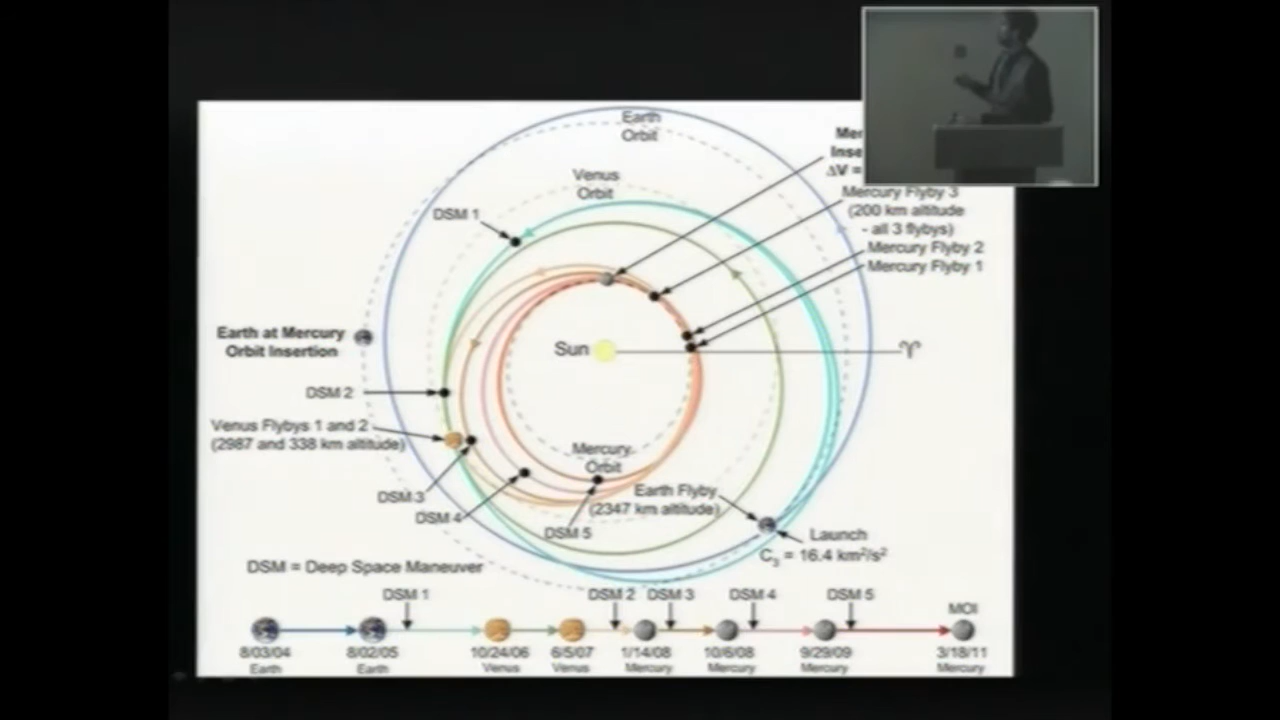 Earth
Orbit
Venus
Orbit
DSM 1
ΔV =
Mercury Flyby 3
(200 km altitude
- all 3 flybys)
Mercury Flyby 2
Mercury Flyby 1
Earth at Mercury
Orbit Insertion
Sun
♈
DSM 2
Venus Flybys 1 and 2
(2987 and 338 km altitude)
Mercury
Orbit
DSM 3
DSM 4
DSM 5
Earth Flyby
(2347 km altitude)
Launch
C₃ = 16.4 km²/s²
DSM = Deep Space Maneuver
DSM 1 DSM 2 DSM 3 DSM 4 DSM 5 MOI
8/03/04 8/02/05 10/24/06 6/5/07 1/14/08 10/6/08 9/29/09 3/18/11
Earth Earth Venus Venus Mercury Mercury Mercury Mercury